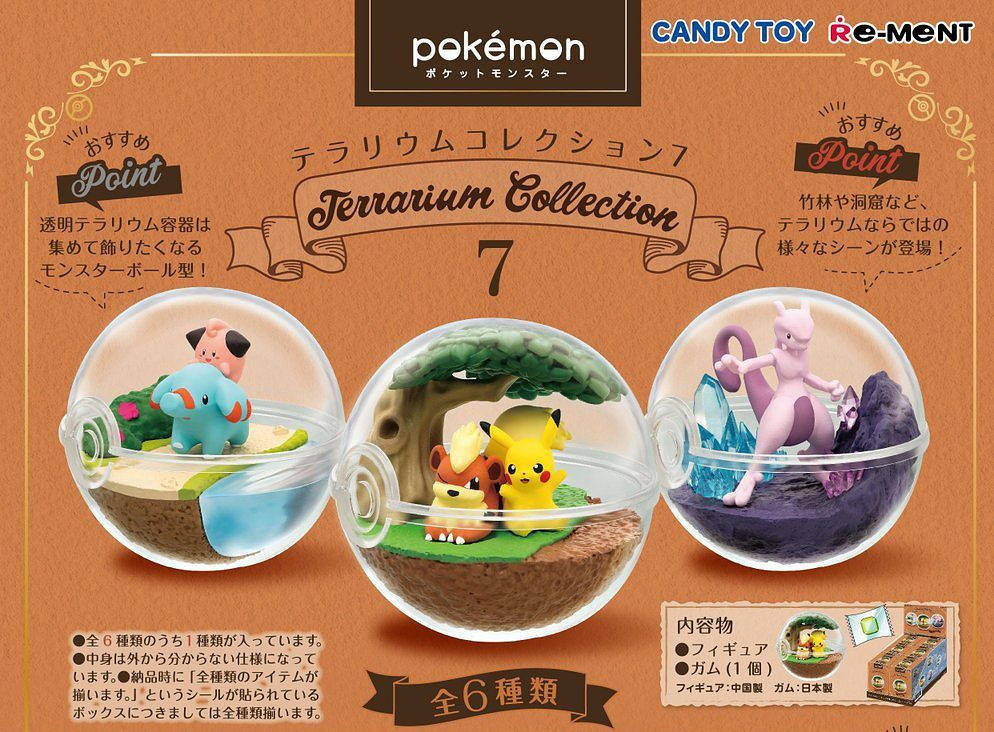 pokémon
ポケットモンスター
CANDY TOY Re-MeNT
テラリウムコレクション7
Terrarium Collection
7
おすすめ
Point
透明テラリウム容器は
集めて飾りたくなる
モンスターボール型！
おすすめ
Point
竹林や洞窟など、
テラリウムならではの
様々なシーンが登場！
●全6種類のうち1種類が入っています。
●中身は外から分からない仕様になって
います。●納品時に「全種類のアイテムが
揃います。」というシールが貼られている
ボックスにつきましては全種類揃います。
全6種類
内容物
●フィギュア
●ガム(1個)
フィギュア:中国製 ガム:日本製